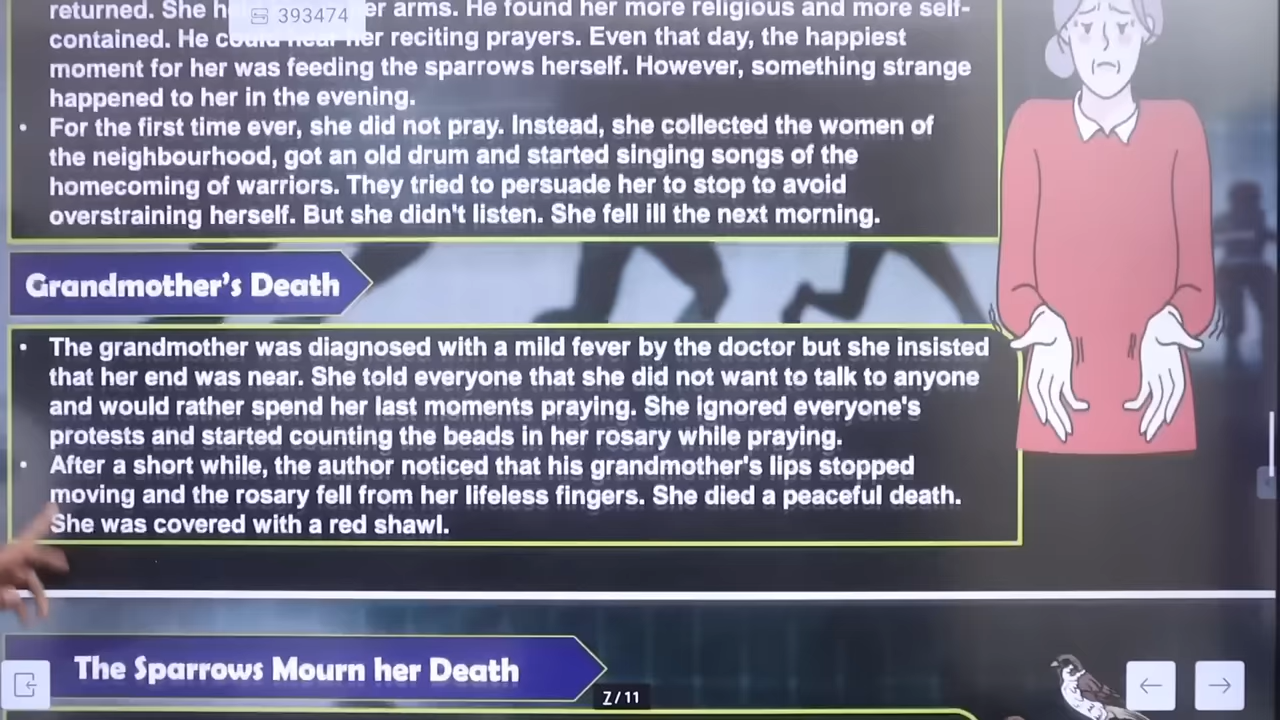 returned. She h er arms. He found her more religious and more self-
393474
contained. He could hear her reciting prayers. Even that day, the happiest
moment for her was feeding the sparrows herself. However, something strange
happened to her in the evening.
• For the first time ever, she did not pray. Instead, she collected the women of
the neighbourhood, got an old drum and started singing songs of the
homecoming of warriors. They tried to persuade her to stop to avoid
overstraining herself. But she didn't listen. She fell ill the next morning.
Grandmother's Death
• The grandmother was diagnosed with a mild fever by the doctor but she insisted
that her end was near. She told everyone that she did not want to talk to anyone
and would rather spend her last moments praying. She ignored everyone's
protests and started counting the beads in her rosary while praying.
• After a short while, the author noticed that his grandmother's lips stopped
moving and the rosary fell from her lifeless fingers. She died a peaceful death.
She was covered with a red shawl.
The Sparrows Mourn her Death
7/11